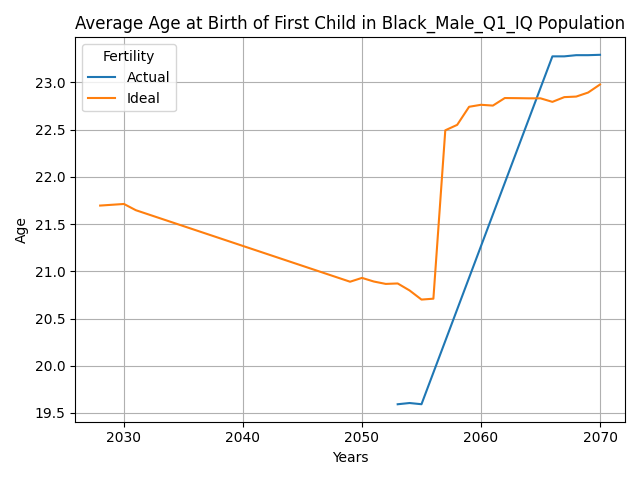 Average Age at Birth of First Child in Black_Male_Q1_IQ Population
Fertility
Actual
Ideal
Age
23.0
22.5
22.0
21.5
21.0
20.5
20.0
19.5
2030 2040 2050 2060 2070
Years